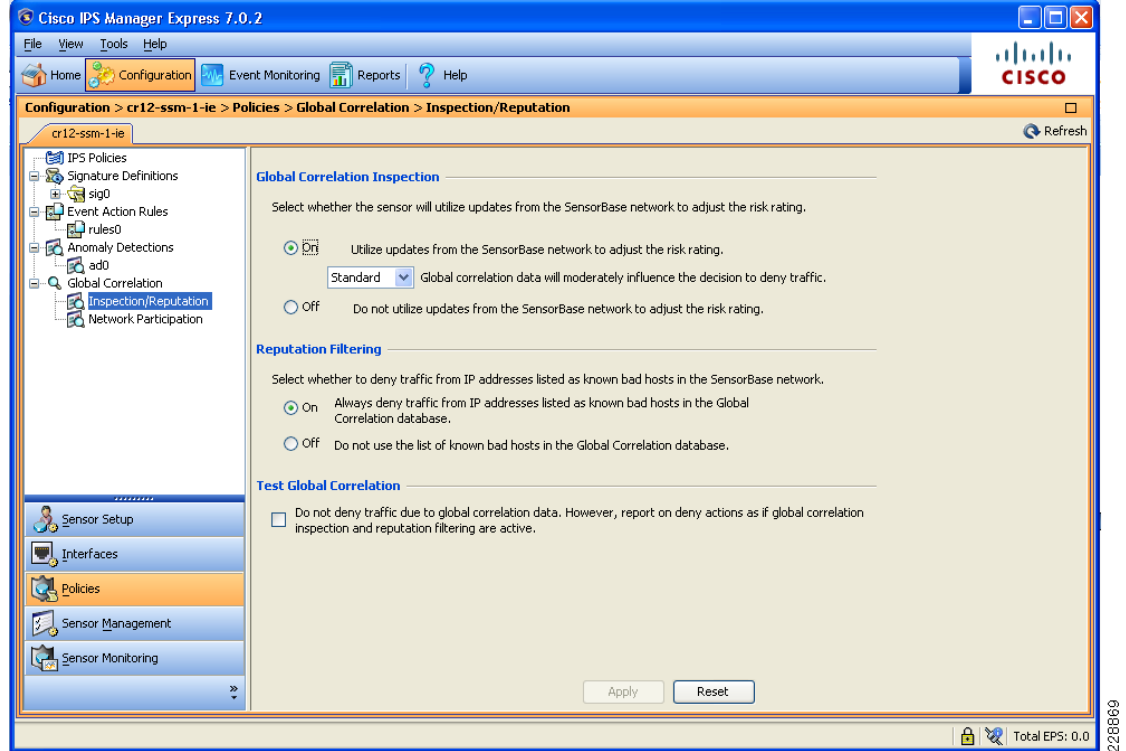 Cisco IPS Manager Express 7.0.2
File View Tools Help
Home Configuration Event Monitoring Reports Help
CISCO
Configuration > cr12-ssm-1-ie > Policies > Global Correlation > Inspection/Reputation
cr12-ssm-1-ie
Refresh
IPS Policies
Signature Definitions
sig0
Event Action Rules
rules0
Anomaly Detections
ad0
Global Correlation
Inspection/Reputation
Network Participation
Sensor Setup
Interfaces
Policies
Sensor Management
Sensor Monitoring
Global Correlation Inspection
Select whether the sensor will utilize updates from the SensorBase network to adjust the risk rating.
On Utilize updates from the SensorBase network to adjust the risk rating.
Standard Global correlation data will moderately influence the decision to deny traffic.
Off Do not utilize updates from the SensorBase network to adjust the risk rating.
Reputation Filtering
Select whether to deny traffic from IP addresses listed as known bad hosts in the SensorBase network.
On Always deny traffic from IP addresses listed as known bad hosts in the Global
Correlation database.
Off Do not use the list of known bad hosts in the Global Correlation database.
Test Global Correlation
Do not deny traffic due to global correlation data. However, report on deny actions as if global correlation
inspection and reputation filtering are active.
Apply Reset
Total EPS: 0.0
228869